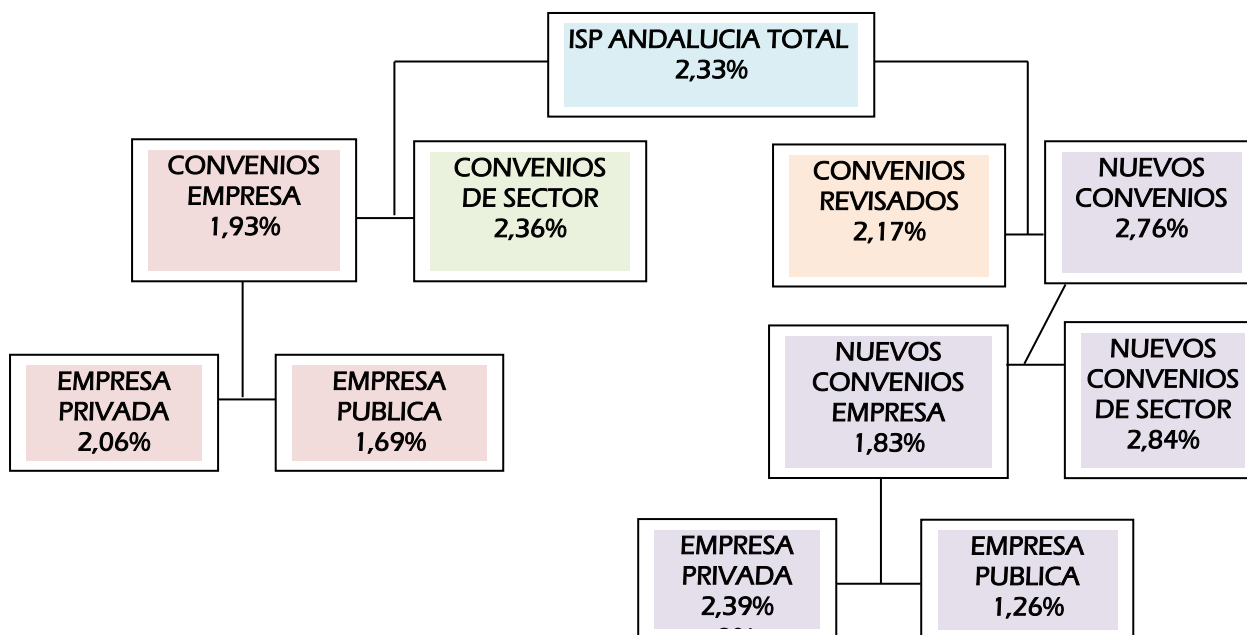 ISP ANDALUCIA TOTAL
2,33%
CONVENIOS
EMPRESA
1,93%
CONVENIOS
DE SECTOR
2,36%
CONVENIOS
REVISADOS
2,17%
NUEVOS
CONVENIOS
2,76%
EMPRESA
PRIVADA
2,06%
EMPRESA
PUBLICA
1,69%
NUEVOS
CONVENIOS
EMPRESA
1,83%
NUEVOS
CONVENIOS
DE SECTOR
2,84%
EMPRESA
PRIVADA
2,39%
EMPRESA
PUBLICA
1,26%